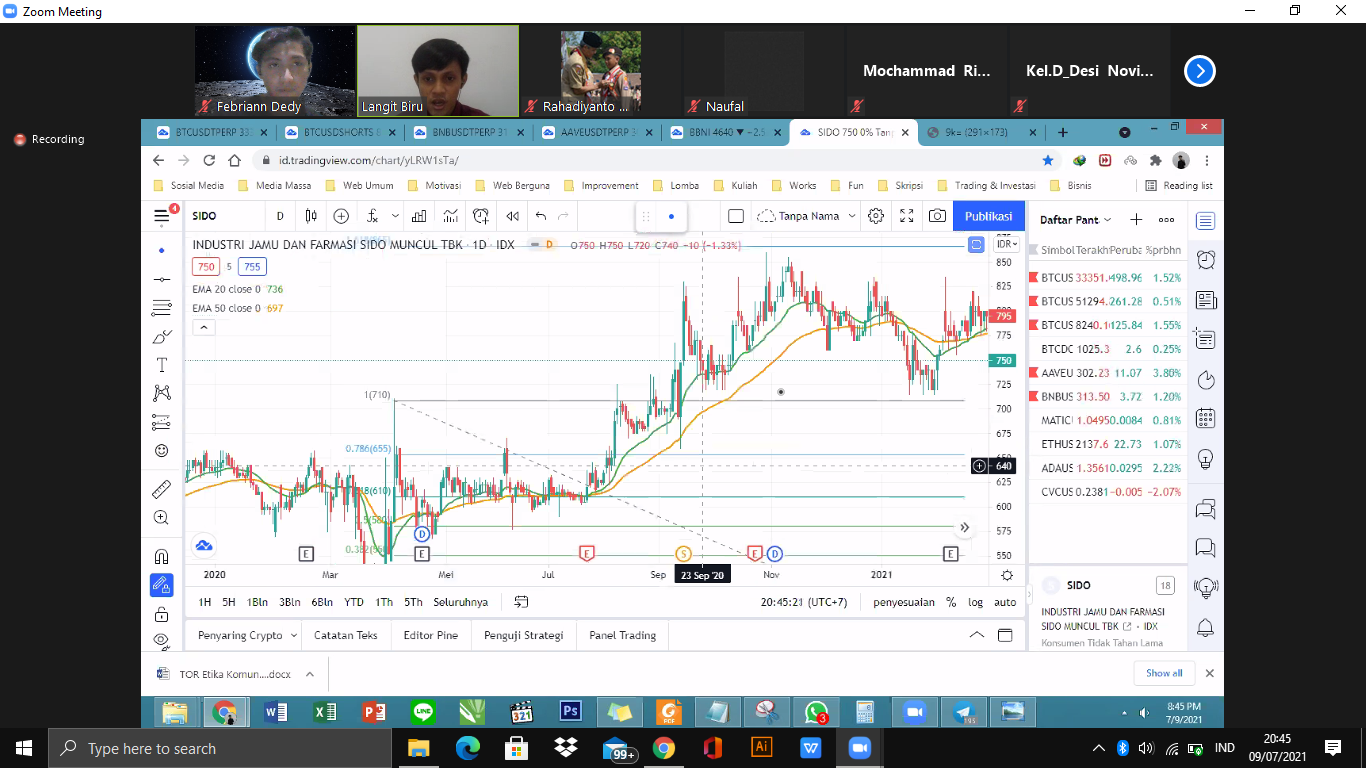 Zoom Meeting
Febriann Dedy
Langit Biru
Rahadiyanto ...
Naufal
Mochammad Ri...
Kel.D_Desi Novi...
Recording
BTCUSDTPERP 33
BTCUSDSHORTS
BNBUSDTPERP 31
AAVEUSDTPERP
BBNI 4640 ▼ −2.5
SIDO 750 0% Tanp
9k= (291×173)
id.tradingview.com/chart/yLRW1sTa/
Sosial Media
Media Massa
Web Umum
Motivasi
Web Berguna
Improvement
Lomba
Kuliah
Works
Fun
Skripsi
Trading & Investasi
Bisnis
Reading list
4
SIDO
D
Tanpa Nama
Publikasi
Daftar Pant
INDUSTRI JAMU DAN FARMASI SIDO MUNCUL TBK · 1D · IDX
D
O750 H750 L720 C740 −10 (−1.33%)
IDR
750
5
755
EMA 20 close 0 736
EMA 50 close 0 697
Simbol Terakh Peruba %prbhn
BTCUS 33351. 498.96 1.52%
BTCUS 51294. 261.28 0.51%
BTCUS 8240.1 125.84 1.55%
BTCDC 1025.3 2.6 0.25%
AAVEU 302.23 11.07 3.80%
BNBUS 313.50 3.72 1.20%
MATIC 1.0495 0.0084 0.81%
ETHUS 2137.6 22.73 1.07%
ADAUS 1.3561 0.0295 2.22%
CVCUS 0.2381 −0.005 −2.07%
850
825
795
775
750
725
700
675
640
625
600
575
550
1(710)
0.786(655)
D
E
E
E
S
E
D
E
2020
Mar
Mei
Jul
Sep
23 Sep '20
Nov
2021
1H
5H
1Bln
3Bln
6Bln
YTD
1Th
5Th
Seluruhnya
20:45:21 (UTC+7)
penyesuaian
%
log
auto
Penyaring Crypto
Catatan Teks
Editor Pine
Penguji Strategi
Panel Trading
SIDO
18
INDUSTRI JAMU DAN FARMASI
SIDO MUNCUL TBK · IDX
Konsumen Tidak Tahan Lama
TOR Etika Komun....docx
Show all
321
Ps
3
195
8:45 PM
7/9/2021
Type here to search
99+
Ai
IND
20:45
09/07/2021